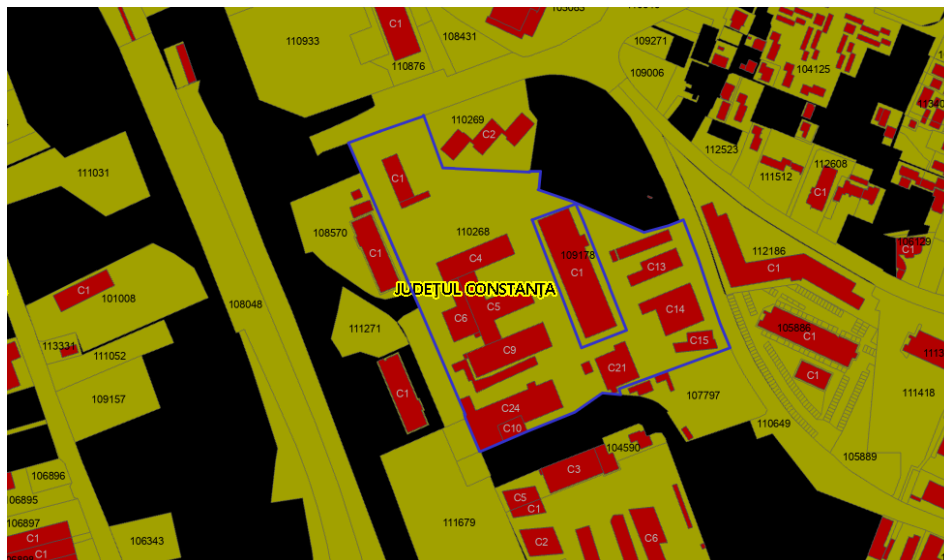 C1
108431
110933
110876
109271
109006
104125
110269
C2
112523
111031
C1
111512
112608
C1
108570
110268
C1
C4
109178
C1
C13
112186
C1
106129
C1
JUDEȚUL CONSTANȚA
C1
101008
108048
C5
C6
C14
C15
111271
113331
111052
C9
C21
105886
C1
C1
109157
C1
107797
111418
C24
C10
110649
104590
C3
105889
106896
C5
C1
111679
106343
C2
C6
C1
C1